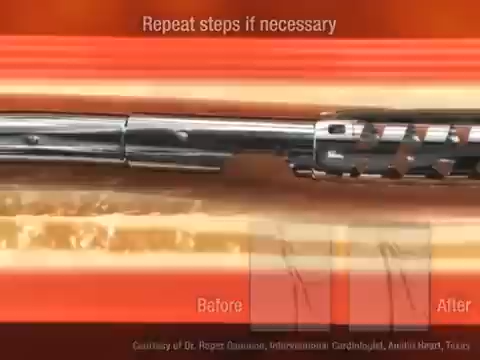 Repeat steps if necessary
Before
After
Courtesy of Dr. Roger Gammon, Interventional Cardiologist, Austin Heart, Texas